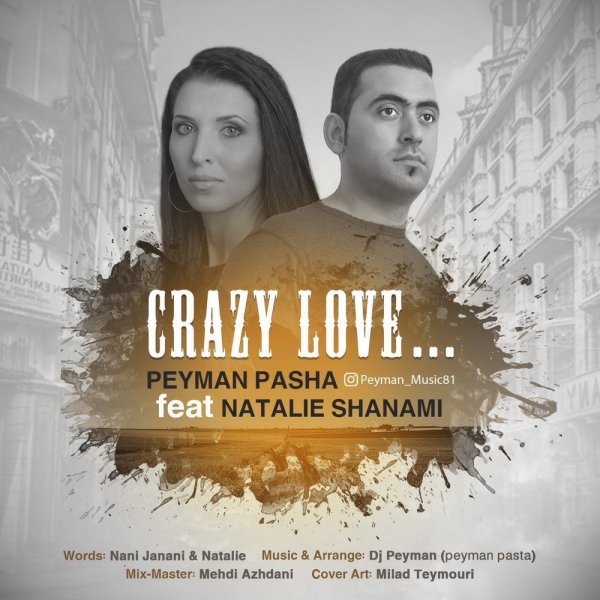 CRAZY LOVE...
PEYMAN PASHA Peyman_Music81
feat NATALIE SHANAMI
Words: Nani Janani & Natalie Music & Arrange: Dj Peyman (peyman pasta)
Mix-Master: Mehdi Azhdani Cover Art: Milad Teymouri